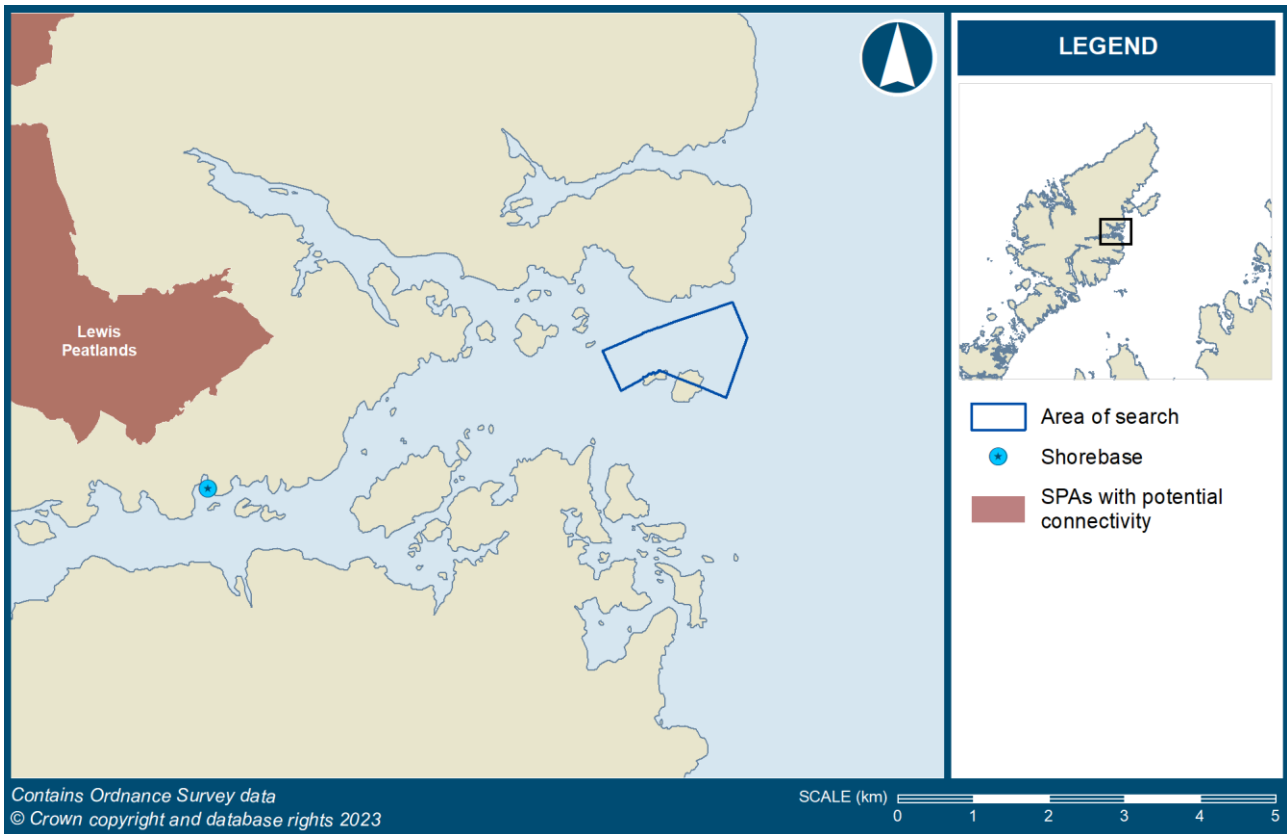 LEGEND
Lewis
Peatlands
Area of search
Shorebase
SPAs with potential
connectivity
Contains Ordnance Survey data
© Crown copyright and database rights 2023
SCALE (km)
0 1 2 3 4 5